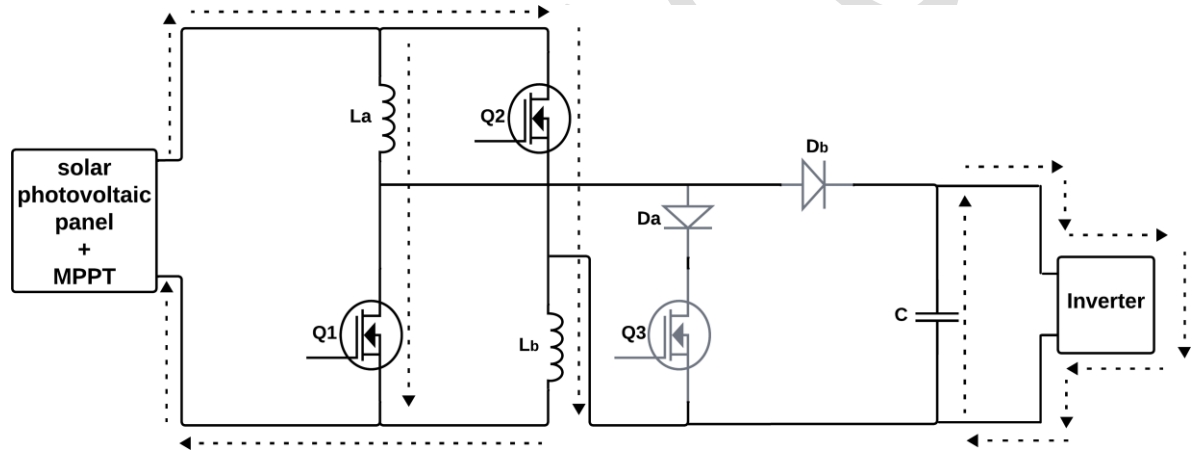 solar
photovoltaic
panel
+
MPPT
La
Q2
Q1
Lb
Da
Db
Q3
C
Inverter